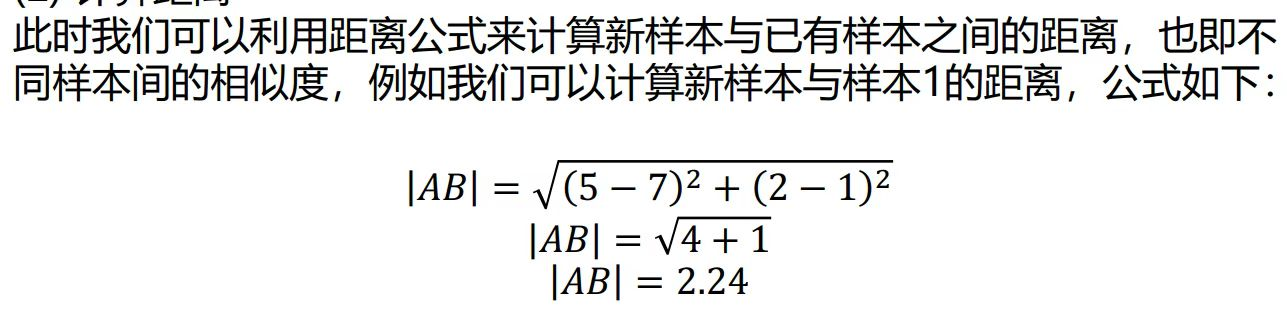 此时我们可以利用距离公式来计算新样本与已有样本之间的距离，也即不
同样本间的相似度，例如我们可以计算新样本与样本1的距离，公式如下：
|AB| = √((5 − 7)² + (2 − 1)²)
|AB| = √(4 + 1)
|AB| = 2.24